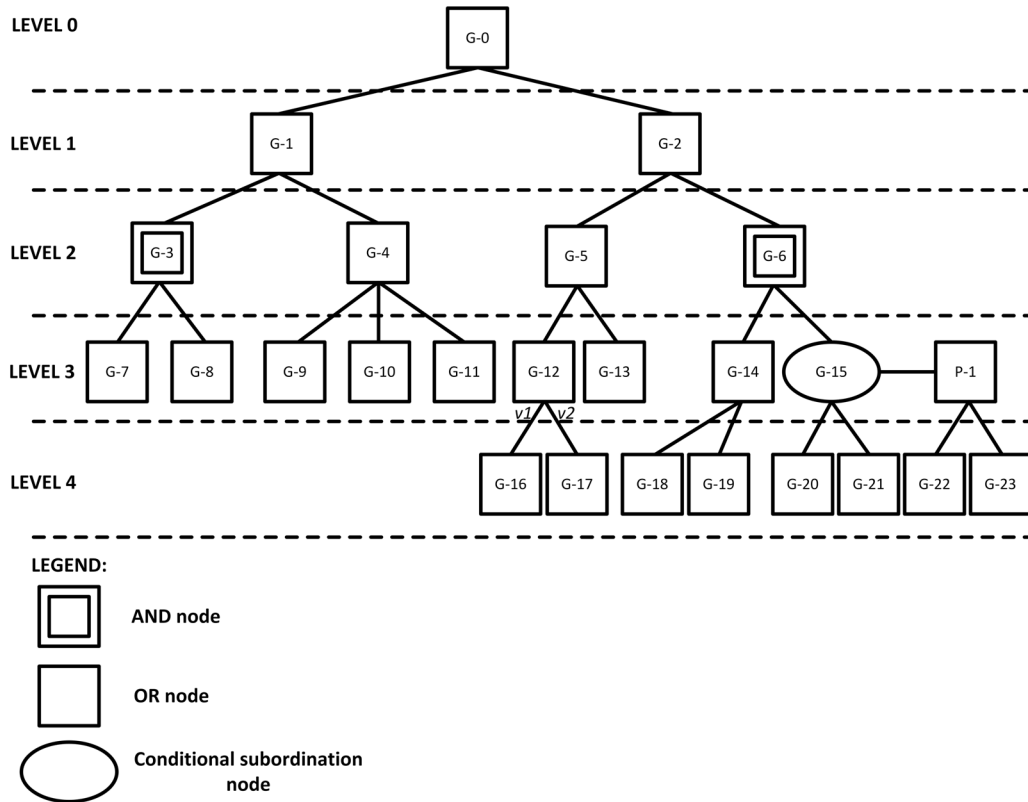 LEVEL 0
G-0
LEVEL 1
G-1
G-2
LEVEL 2
G-3
G-4
G-5
G-6
LEVEL 3
G-7
G-8
G-9
G-10
G-11
G-12
G-13
G-14
G-15
P-1
v1
v2
LEVEL 4
G-16
G-17
G-18
G-19
G-20
G-21
G-22
G-23
LEGEND:
AND node
OR node
Conditional subordination
node